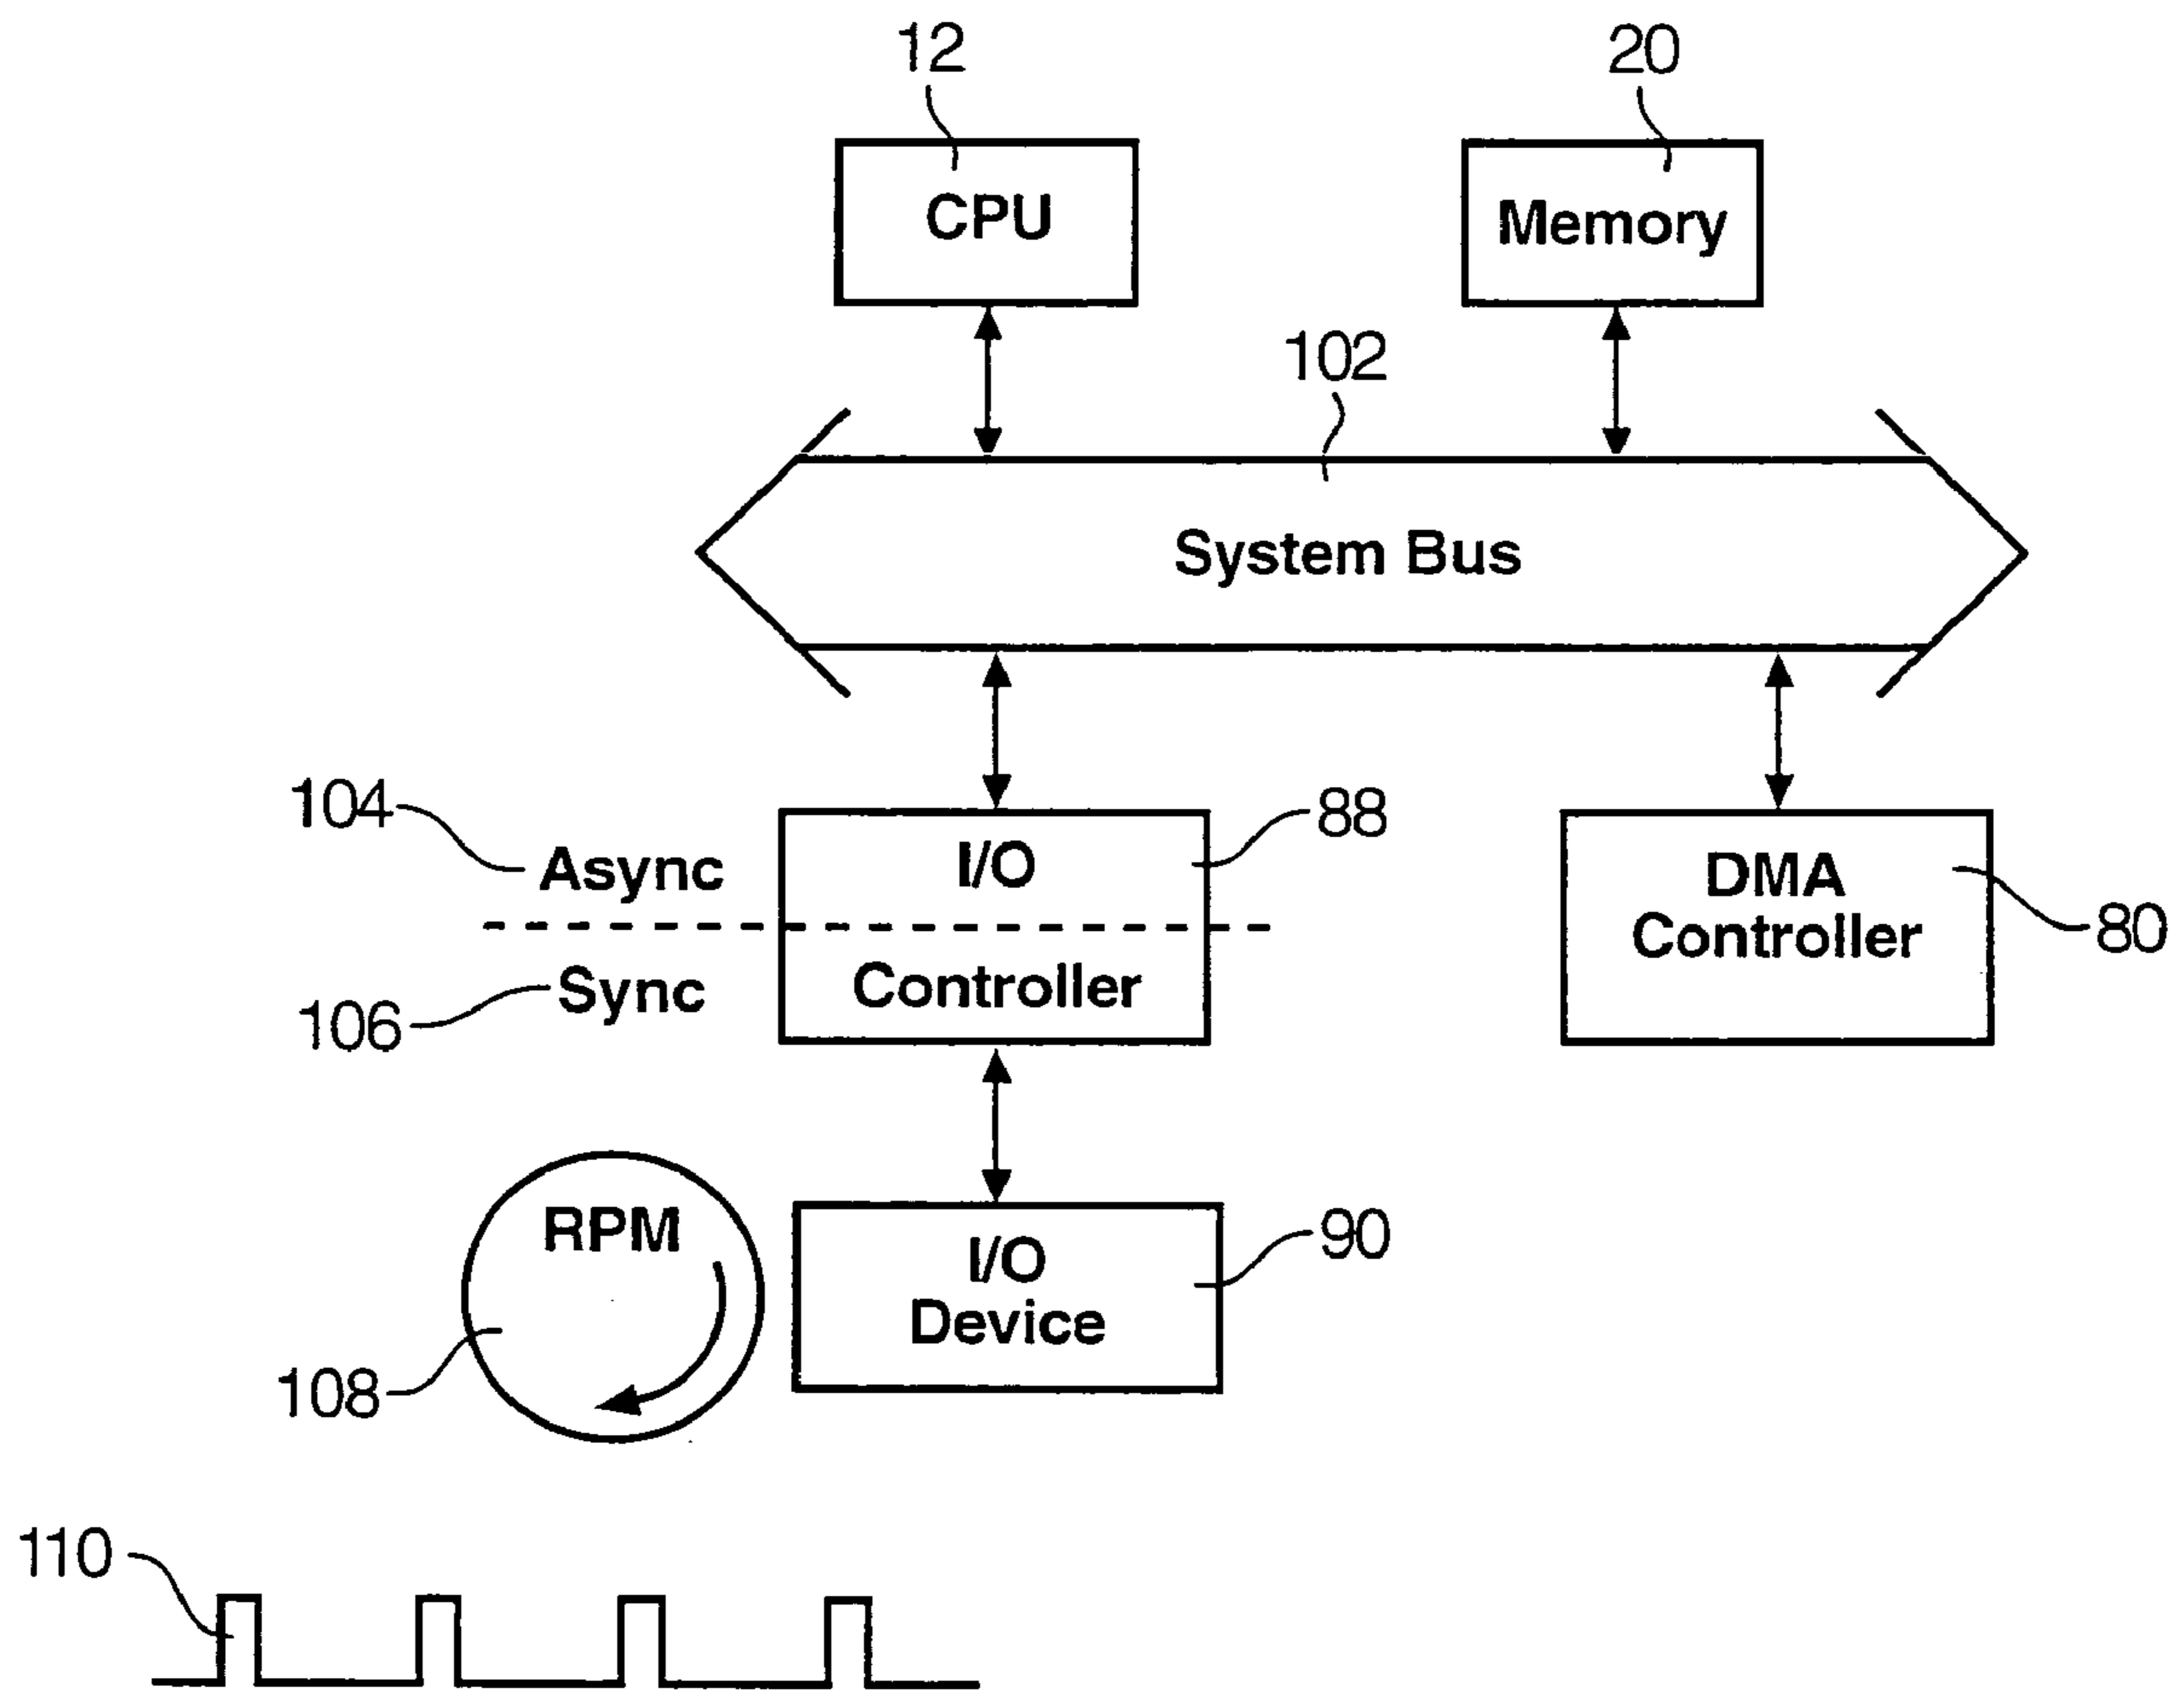 12
20
CPU
Memory
102
System Bus
104
Async
I/O
88
DMA
Controller
80
Sync
Controller
106
RPM
I/O
Device
90
108
110